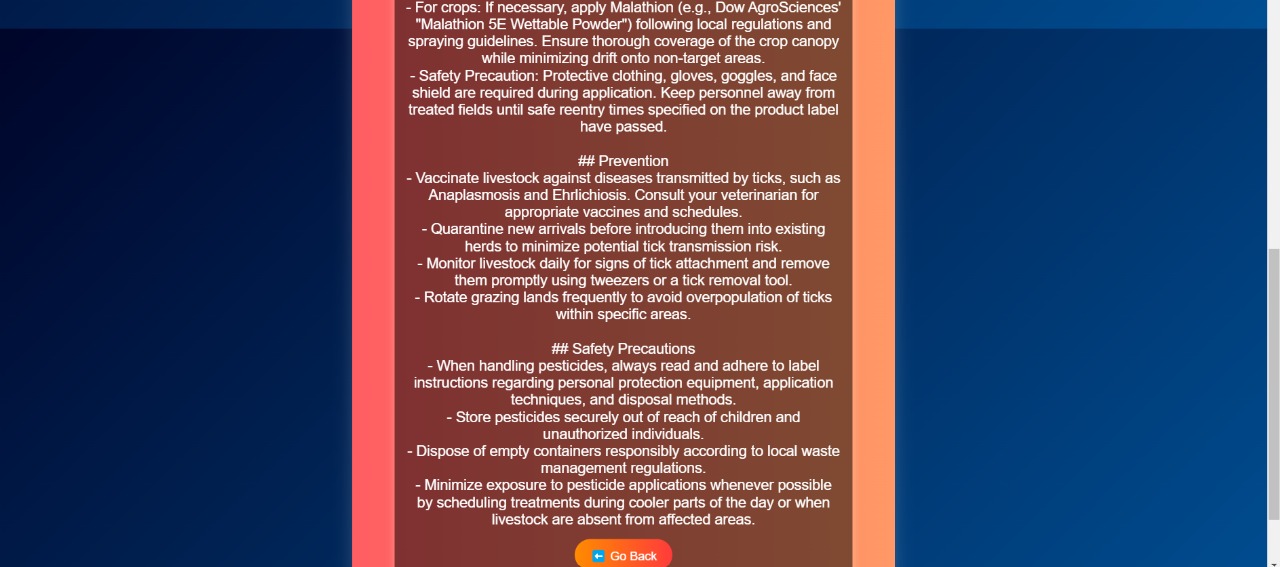 - For crops: If necessary, apply Malathion (e.g., Dow AgroSciences'
"Malathion 5E Wettable Powder") following local regulations and
spraying guidelines. Ensure thorough coverage of the crop canopy
while minimizing drift onto non-target areas.
- Safety Precaution: Protective clothing, gloves, goggles, and face
shield are required during application. Keep personnel away from
treated fields until safe reentry times specified on the product label
have passed.
## Prevention
- Vaccinate livestock against diseases transmitted by ticks, such as
Anaplasmosis and Ehrlichiosis. Consult your veterinarian for
appropriate vaccines and schedules.
- Quarantine new arrivals before introducing them into existing
herds to minimize potential tick transmission risk.
- Monitor livestock daily for signs of tick attachment and remove
them promptly using tweezers or a tick removal tool.
- Rotate grazing lands frequently to avoid overpopulation of ticks
within specific areas.
## Safety Precautions
- When handling pesticides, always read and adhere to label
instructions regarding personal protection equipment, application
techniques, and disposal methods.
- Store pesticides securely out of reach of children and
unauthorized individuals.
- Dispose of empty containers responsibly according to local waste
management regulations.
- Minimize exposure to pesticide applications whenever possible
by scheduling treatments during cooler parts of the day or when
livestock are absent from affected areas.
Go Back